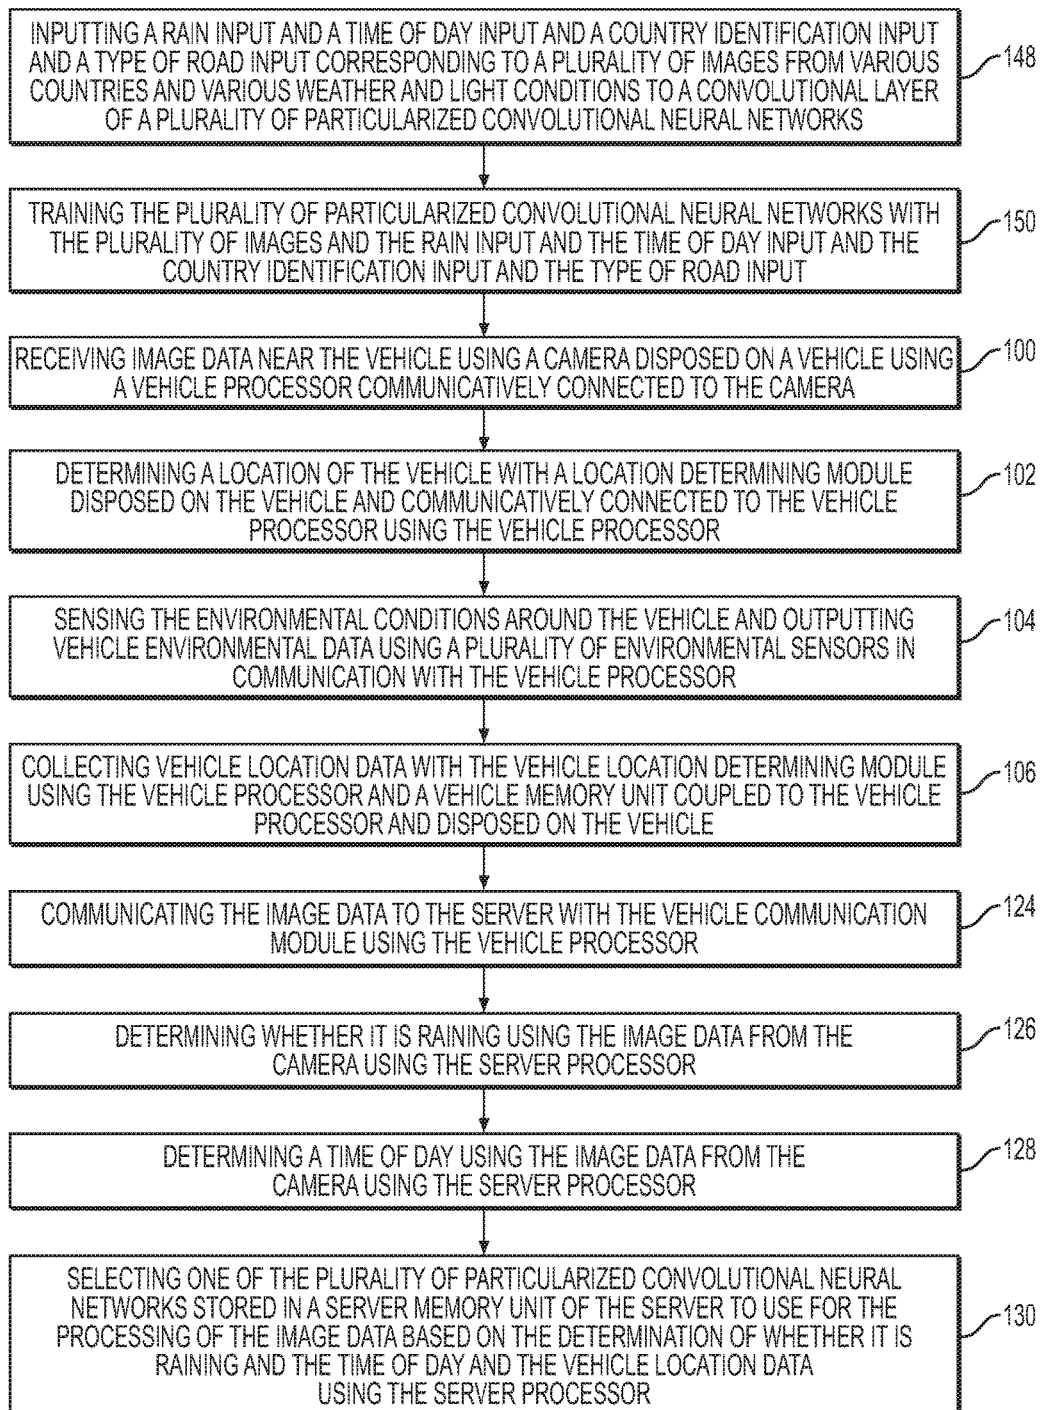 INPUTTING A RAIN INPUT AND A TIME OF DAY INPUT AND A COUNTRY IDENTIFICATION INPUT
AND A TYPE OF ROAD INPUT CORRESPONDING TO A PLURALITY OF IMAGES FROM VARIOUS
COUNTRIES AND VARIOUS WEATHER AND LIGHT CONDITIONS TO A CONVOLUTIONAL LAYER
OF A PLURALITY OF PARTICULARIZED CONVOLUTIONAL NEURAL NETWORKS
148
TRAINING THE PLURALITY OF PARTICULARIZED CONVOLUTIONAL NEURAL NETWORKS WITH
THE PLURALITY OF IMAGES AND THE RAIN INPUT AND THE TIME OF DAY INPUT AND THE
COUNTRY IDENTIFICATION INPUT AND THE TYPE OF ROAD INPUT
150
RECEIVING IMAGE DATA NEAR THE VEHICLE USING A CAMERA DISPOSED ON A VEHICLE USING
A VEHICLE PROCESSOR COMMUNICATIVELY CONNECTED TO THE CAMERA
100
DETERMINING A LOCATION OF THE VEHICLE WITH A LOCATION DETERMINING MODULE
DISPOSED ON THE VEHICLE AND COMMUNICATIVELY CONNECTED TO THE VEHICLE
PROCESSOR USING THE VEHICLE PROCESSOR
102
SENSING THE ENVIRONMENTAL CONDITIONS AROUND THE VEHICLE AND OUTPUTTING
VEHICLE ENVIRONMENTAL DATA USING A PLURALITY OF ENVIRONMENTAL SENSORS IN
COMMUNICATION WITH THE VEHICLE PROCESSOR
104
COLLECTING VEHICLE LOCATION DATA WITH THE VEHICLE LOCATION DETERMINING MODULE
USING THE VEHICLE PROCESSOR AND A VEHICLE MEMORY UNIT COUPLED TO THE VEHICLE
PROCESSOR AND DISPOSED ON THE VEHICLE
106
COMMUNICATING THE IMAGE DATA TO THE SERVER WITH THE VEHICLE COMMUNICATION
MODULE USING THE VEHICLE PROCESSOR
124
DETERMINING WHETHER IT IS RAINING USING THE IMAGE DATA FROM THE
CAMERA USING THE SERVER PROCESSOR
126
DETERMINING A TIME OF DAY USING THE IMAGE DATA FROM THE
CAMERA USING THE SERVER PROCESSOR
128
SELECTING ONE OF THE PLURALITY OF PARTICULARIZED CONVOLUTIONAL NEURAL
NETWORKS STORED IN A SERVER MEMORY UNIT OF THE SERVER TO USE FOR THE
PROCESSING OF THE IMAGE DATA BASED ON THE DETERMINATION OF WHETHER IT IS
RAINING AND THE TIME OF DAY AND THE VEHICLE LOCATION DATA
USING THE SERVER PROCESSOR
130